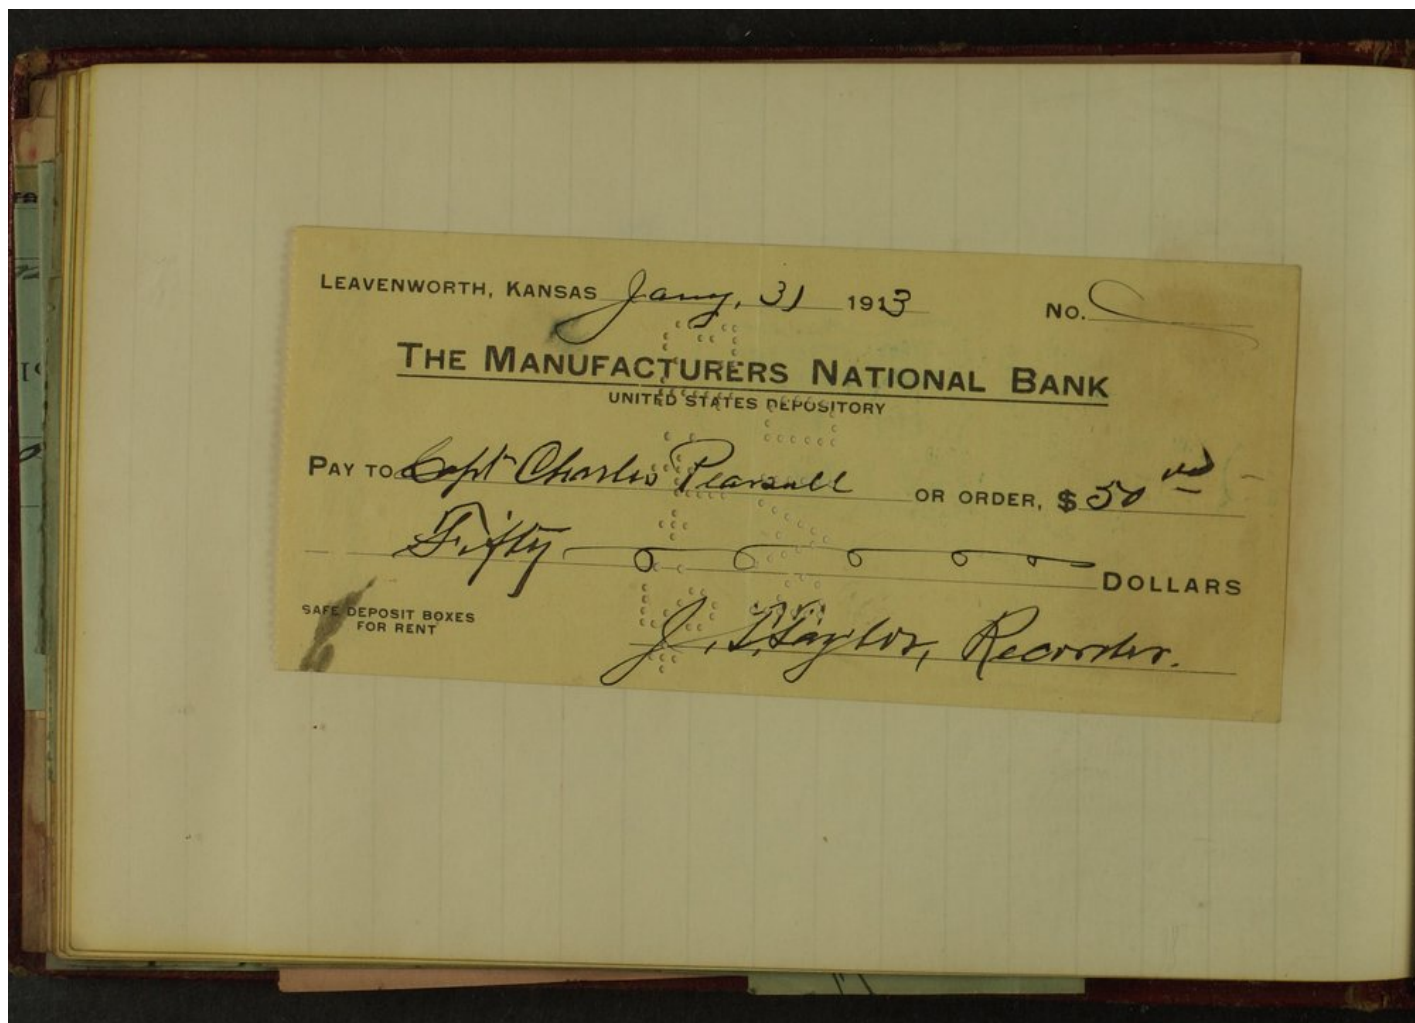 LEAVENWORTH, KANSAS Jany, 31 1913 No.
THE MANUFACTURERS NATIONAL BANK
UNITED STATES DEPOSITORY
PAY TO Capt Charles Pearsall OR ORDER, $ 50
Fifty DOLLARS
SAFE DEPOSIT BOXES
FOR RENT
J. Taylor, Recorder.